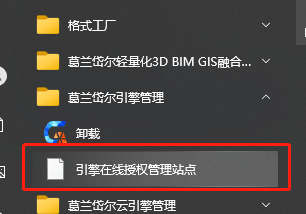 格式工厂
葛兰岱尔轻量化3D BIM GIS融合...
葛兰岱尔引擎管理
卸载
引擎在线授权管理站点
葛兰岱尔云引擎管理